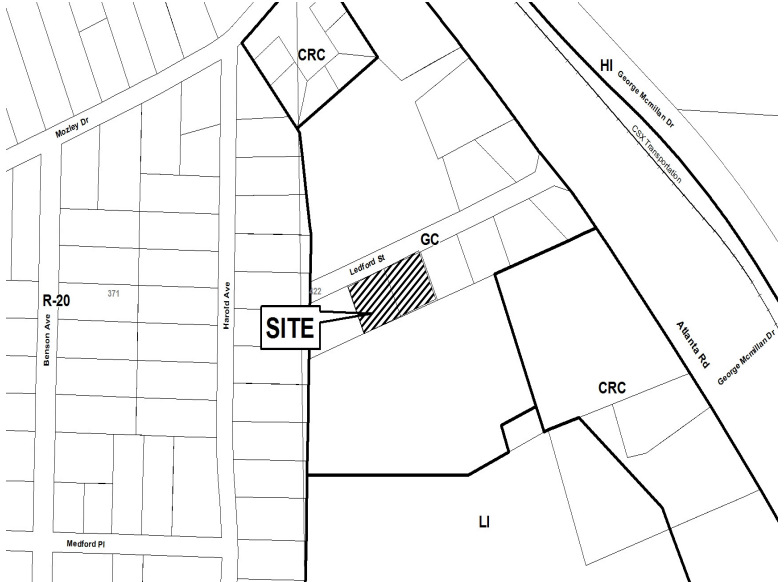 CRC
HI
George Mcmillan Dr
CSX Transportation
Mozley Dr
GC
Ledford St
R-20
371
322
Harold Ave
Benson Ave
SITE
Atlanta Rd
George Mcmillan Dr
CRC
LI
Medford Pl